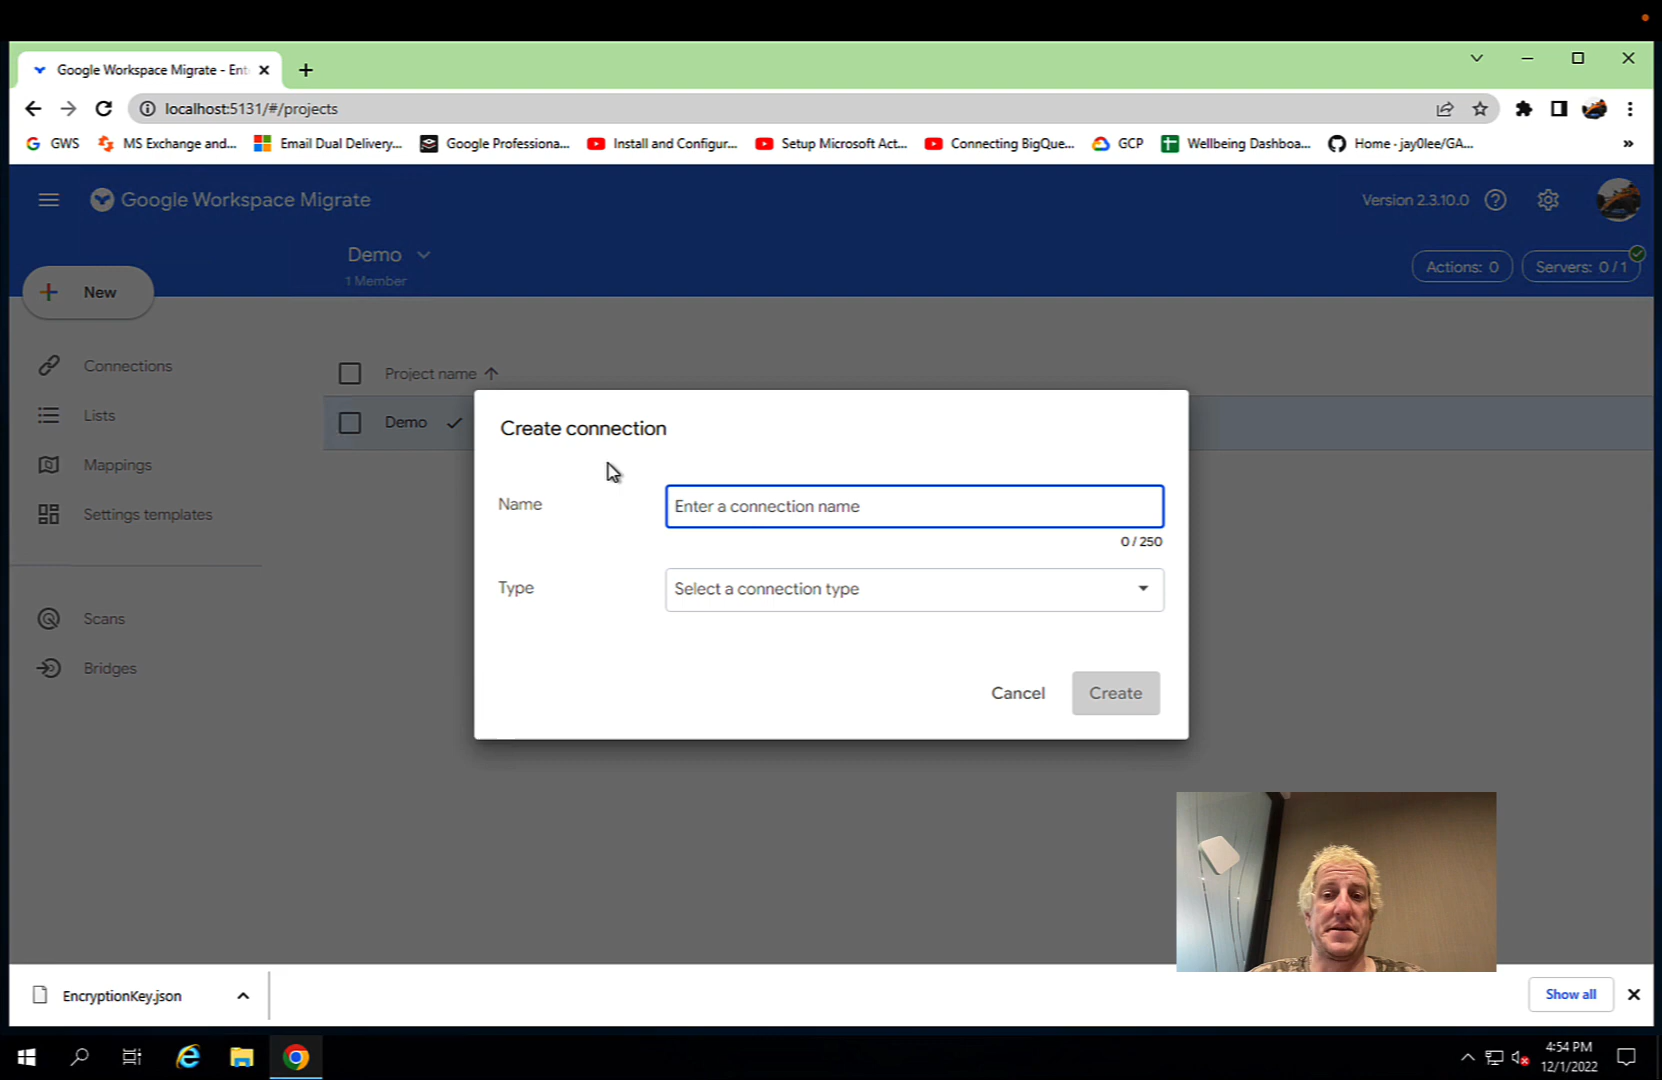 Google Workspace Migrate - Ent
localhost:5131/#/projects
GWS
MS Exchange and...
Email Dual Delivery...
Google Professiona...
Install and Configur...
Setup Microsoft Act...
Connecting BigQue...
GCP
Wellbeing Dashboa...
Home · jay0lee/GA...
»
Google Workspace Migrate
Version 2.3.10.0
Demo
1 Member
Actions: 0
Servers: 0 / 1
New
Connections
Lists
Mappings
Settings templates
Scans
Bridges
Project name
Demo
Create connection
Name
Enter a connection name
0 / 250
Type
Select a connection type
Cancel
Create
EncryptionKey.json
Show all
4:54 PM
12/1/2022